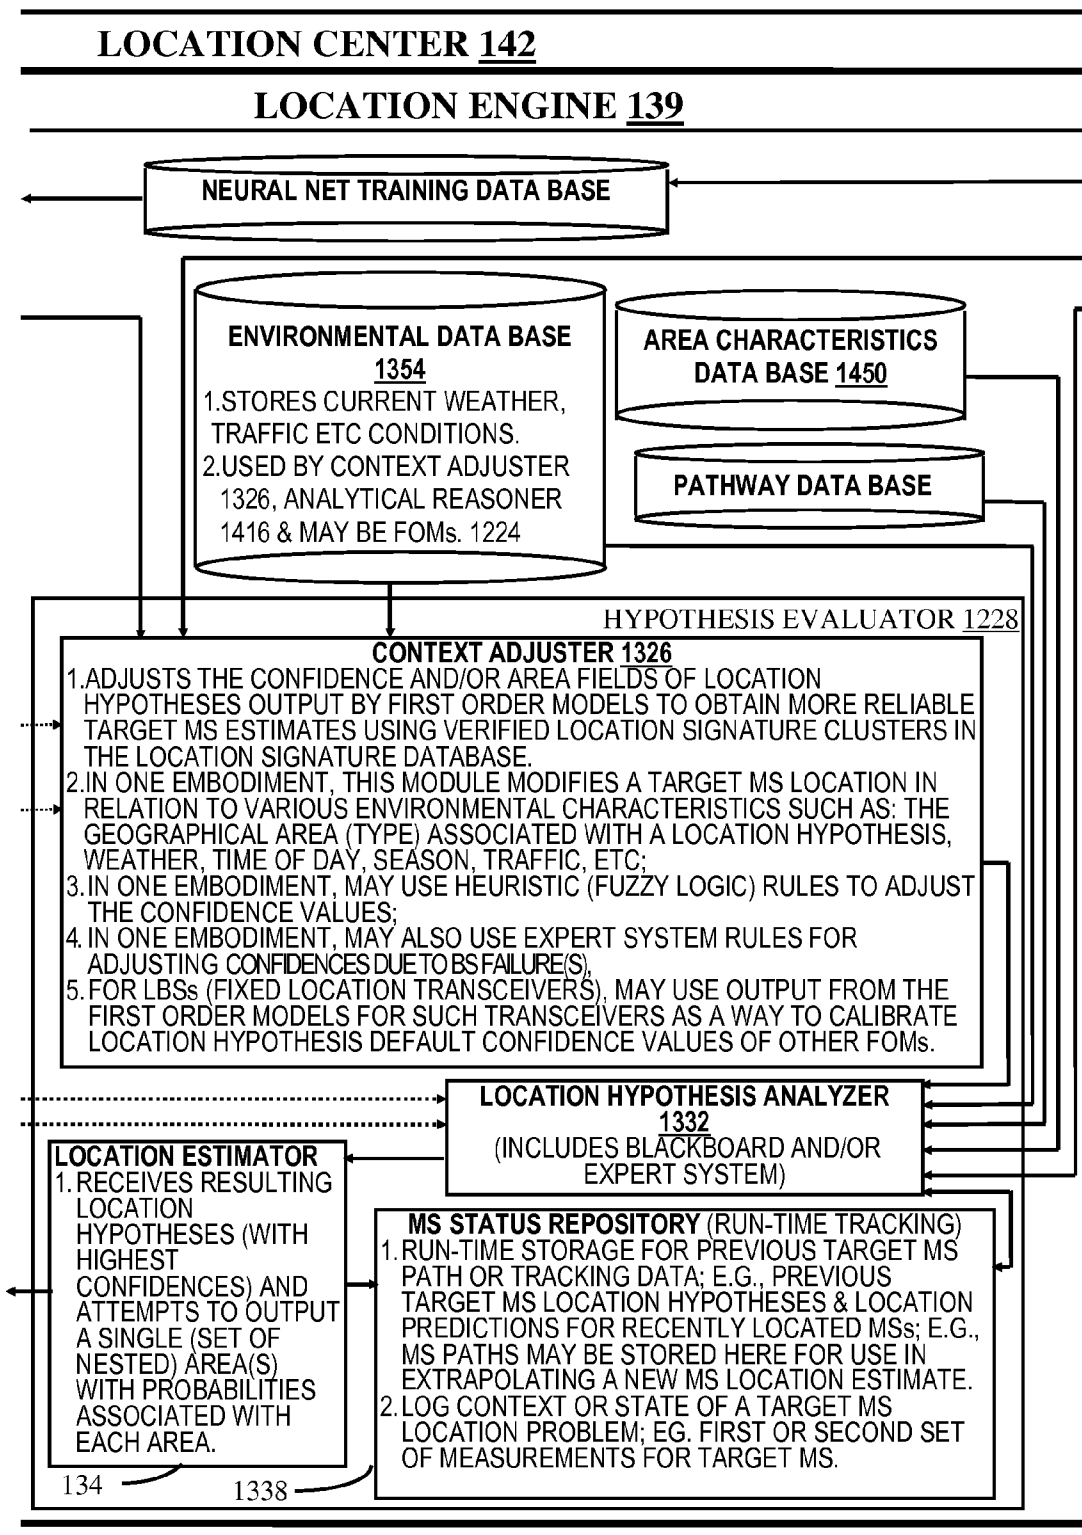 LOCATION CENTER 142
LOCATION ENGINE 139
NEURAL NET TRAINING DATA BASE
ENVIRONMENTAL DATA BASE
1354
1.STORES CURRENT WEATHER,
TRAFFIC ETC CONDITIONS.
2.USED BY CONTEXT ADJUSTER
1326, ANALYTICAL REASONER
1416 & MAY BE FOMs. 1224
AREA CHARACTERISTICS
DATA BASE 1450
PATHWAY DATA BASE
HYPOTHESIS EVALUATOR 1228
CONTEXT ADJUSTER 1326
1.ADJUSTS THE CONFIDENCE AND/OR AREA FIELDS OF LOCATION
HYPOTHESES OUTPUT BY FIRST ORDER MODELS TO OBTAIN MORE RELIABLE
TARGET MS ESTIMATES USING VERIFIED LOCATION SIGNATURE CLUSTERS IN
THE LOCATION SIGNATURE DATABASE.
2.IN ONE EMBODIMENT, THIS MODULE MODIFIES A TARGET MS LOCATION IN
RELATION TO VARIOUS ENVIRONMENTAL CHARACTERISTICS SUCH AS: THE
GEOGRAPHICAL AREA (TYPE) ASSOCIATED WITH A LOCATION HYPOTHESIS,
WEATHER, TIME OF DAY, SEASON, TRAFFIC, ETC;
3.IN ONE EMBODIMENT, MAY USE HEURISTIC (FUZZY LOGIC) RULES TO ADJUST
THE CONFIDENCE VALUES;
4. IN ONE EMBODIMENT, MAY ALSO USE EXPERT SYSTEM RULES FOR
ADJUSTING CONFIDENCES DUE TO BS FAILURE(S),
5. FOR LBSs (FIXED LOCATION TRANSCEIVERS), MAY USE OUTPUT FROM THE
FIRST ORDER MODELS FOR SUCH TRANSCEIVERS AS A WAY TO CALIBRATE
LOCATION HYPOTHESIS DEFAULT CONFIDENCE VALUES OF OTHER FOMs.
LOCATION HYPOTHESIS ANALYZER
1332
(INCLUDES BLACKBOARD AND/OR
EXPERT SYSTEM)
LOCATION ESTIMATOR
1. RECEIVES RESULTING
LOCATION
HYPOTHESES (WITH
HIGHEST
CONFIDENCES) AND
ATTEMPTS TO OUTPUT
A SINGLE (SET OF
NESTED) AREA(S)
WITH PROBABILITIES
ASSOCIATED WITH
EACH AREA.
134
MS STATUS REPOSITORY (RUN-TIME TRACKING)
1. RUN-TIME STORAGE FOR PREVIOUS TARGET MS
PATH OR TRACKING DATA; E.G., PREVIOUS
TARGET MS LOCATION HYPOTHESES & LOCATION
PREDICTIONS FOR RECENTLY LOCATED MSs; E.G.,
MS PATHS MAY BE STORED HERE FOR USE IN
EXTRAPOLATING A NEW MS LOCATION ESTIMATE.
2. LOG CONTEXT OR STATE OF A TARGET MS
LOCATION PROBLEM; EG. FIRST OR SECOND SET
OF MEASUREMENTS FOR TARGET MS.
1338